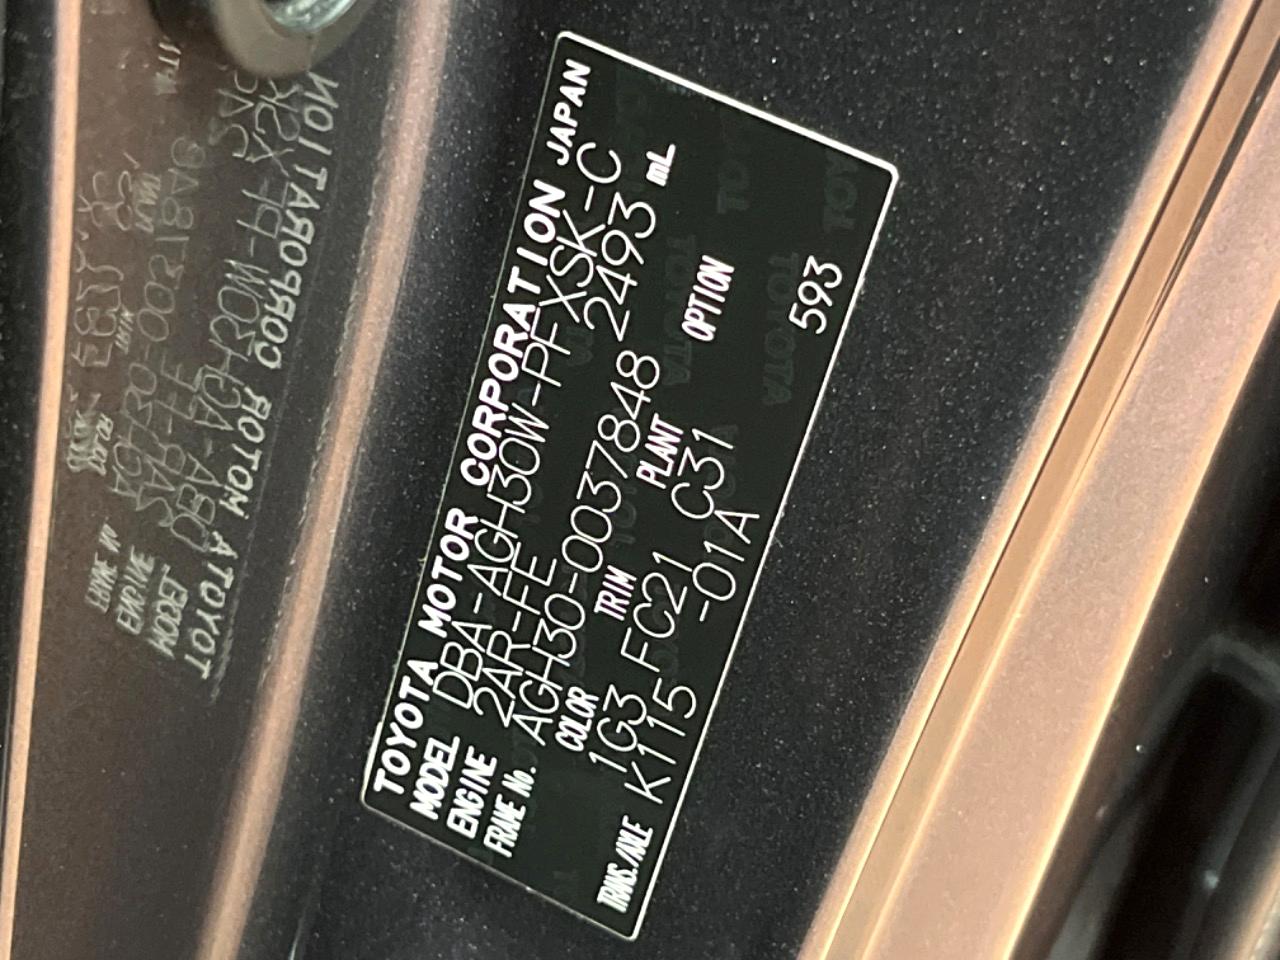 TOYOTA MOTOR CORPORATION JAPAN
MODEL DBA-AGH30W-PFXSK-C
ENGINE 2AR-FE 2493 mL
FRAME No. AGH30-0037848
COLOR TRIM PLANT OPTION
1G3 FC21 C31
TRANS./AXLE K115 -01A 593